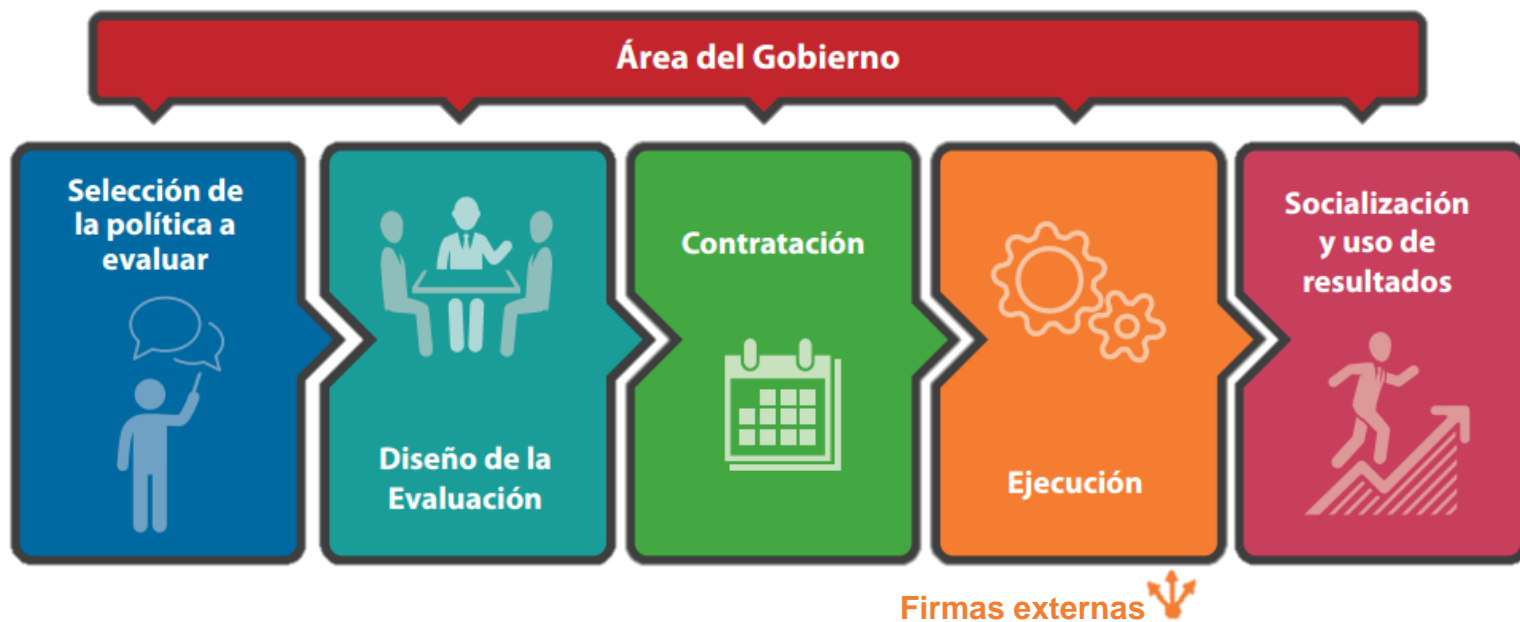 Área del Gobierno
Selección de
la política a
evaluar
Diseño de la
Evaluación
Contratación
Ejecución
Socialización
y uso de
resultados
Firmas externas